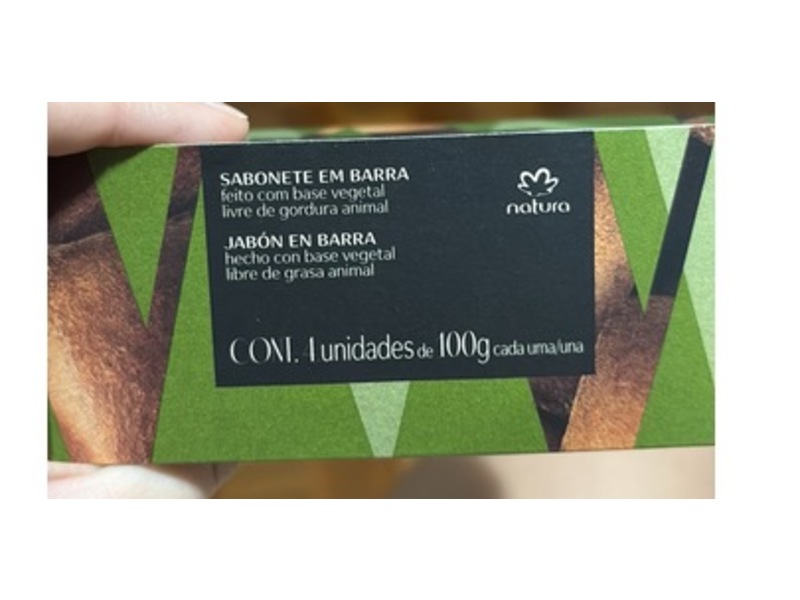 SABONETE EM BARRA
feito com base vegetal
livre de gordura animal
natura
JABÓN EN BARRA
hecho con base vegetal
libre de grasa animal
CONT. 4 unidades de 100g cada uma/una